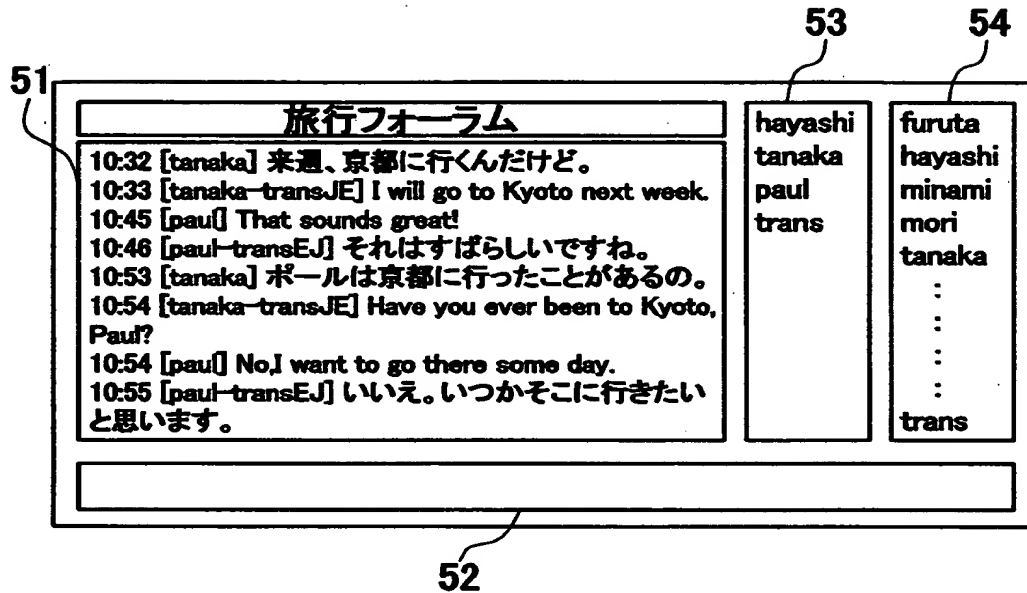 53
54
51
旅行フォーラム
10:32 [tanaka] 来週、京都に行くんだけど。
10:33 [tanaka-transJE] I will go to Kyoto next week.
10:45 [paul] That sounds great!
10:46 [paul-transEJ] それはすばらしいですね。
10:53 [tanaka] ポールは京都に行ったことがあるの。
10:54 [tanaka-transJE] Have you ever been to Kyoto,
Paul?
10:54 [paul] No,I want to go there some day.
10:55 [paul-transEJ] いいえ。いつかそこに行きたい
と思います。
hayashi
tanaka
paul
trans
furuta
hayashi
minami
mori
tanaka
:
:
:
:
trans
52